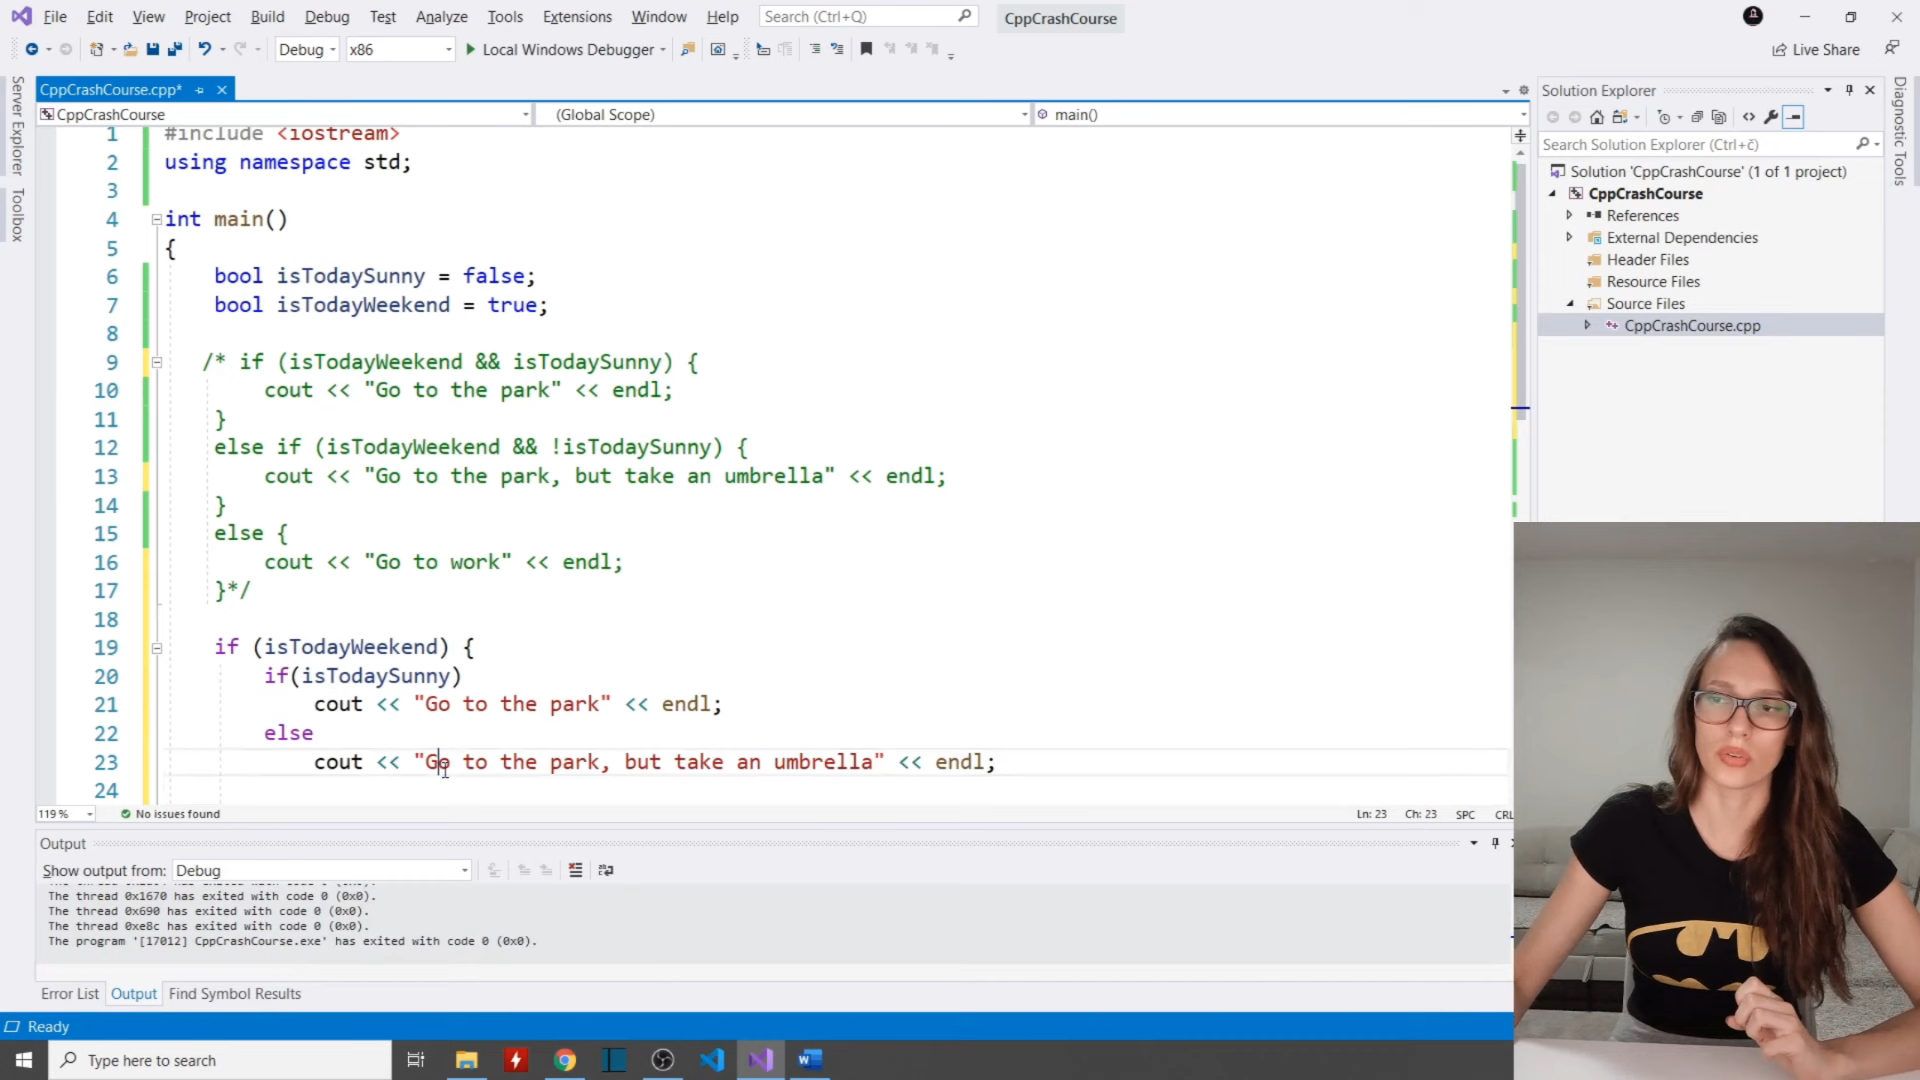 File Edit View Project Build Debug Test Analyze Tools Extensions Window Help Search (Ctrl+Q) CppCrashCourse
Debug x86 Local Windows Debugger Live Share
CppCrashCourse.cpp*
CppCrashCourse (Global Scope) main()
Server Explorer
Toolbox
1 #include <iostream>
2 using namespace std;
3
4 int main()
5 {
6 bool isTodaySunny = false;
7 bool isTodayWeekend = true;
8
9 /* if (isTodayWeekend && isTodaySunny) {
10 cout << "Go to the park" << endl;
11 }
12 else if (isTodayWeekend && !isTodaySunny) {
13 cout << "Go to the park, but take an umbrella" << endl;
14 }
15 else {
16 cout << "Go to work" << endl;
17 }*/
18
19 if (isTodayWeekend) {
20 if(isTodaySunny)
21 cout << "Go to the park" << endl;
22 else
23 cout << "Go to the park, but take an umbrella" << endl;
24
119 % No issues found Ln: 23 Ch: 23 SPC CRL
Output
Show output from: Debug
The thread 0x1670 has exited with code 0 (0x0).
The thread 0x690 has exited with code 0 (0x0).
The thread 0xe8c has exited with code 0 (0x0).
The program '[17012] CppCrashCourse.exe' has exited with code 0 (0x0).
Error List Output Find Symbol Results
Ready
Type here to search
Solution Explorer
Search Solution Explorer (Ctrl+č)
Solution 'CppCrashCourse' (1 of 1 project)
CppCrashCourse
References
External Dependencies
Header Files
Resource Files
Source Files
CppCrashCourse.cpp
Diagnostic Tools